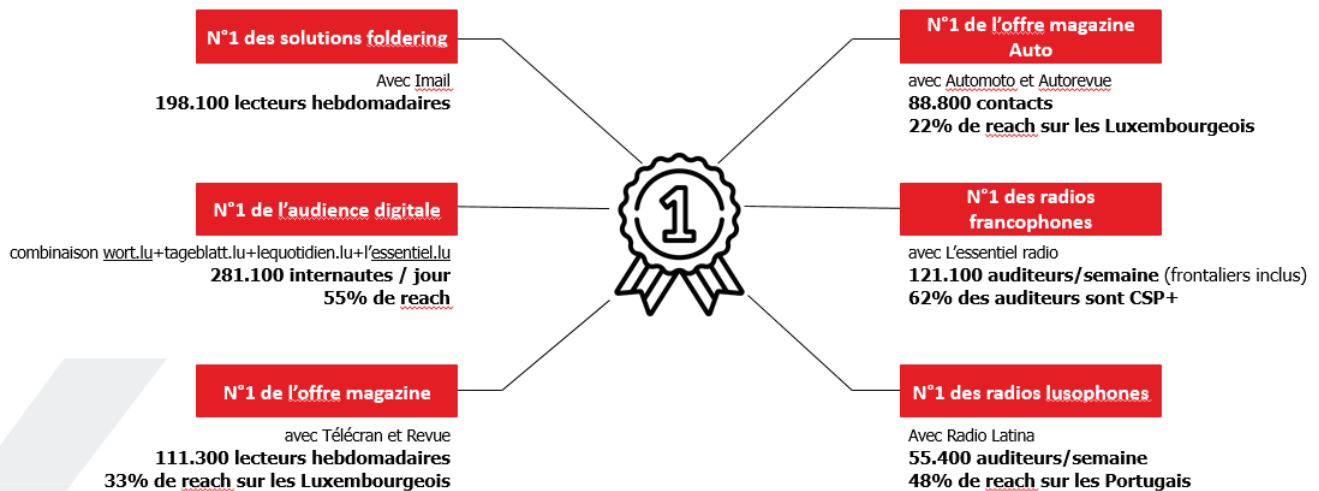 N°1 des solutions foldering
Avec Imail
198.100 lecteurs hebdomadaires
N°1 de l'audience digitale
combinaison wort.lu+tageblatt.lu+lequotidien.lu+l'essentiel.lu
281.100 internautes / jour
55% de reach
N°1 de l'offre magazine
avec Télécran et Revue
111.300 lecteurs hebdomadaires
33% de reach sur les Luxembourgeois
1
N°1 de l'offre magazine
Auto
avec Automoto et Autorevue
88.800 contacts
22% de reach sur les Luxembourgeois
N°1 des radios
francophones
avec L'essentiel radio
121.100 auditeurs/semaine (frontaliers inclus)
62% des auditeurs sont CSP+
N°1 des radios lusophones
Avec Radio Latina
55.400 auditeurs/semaine
48% de reach sur les Portugais